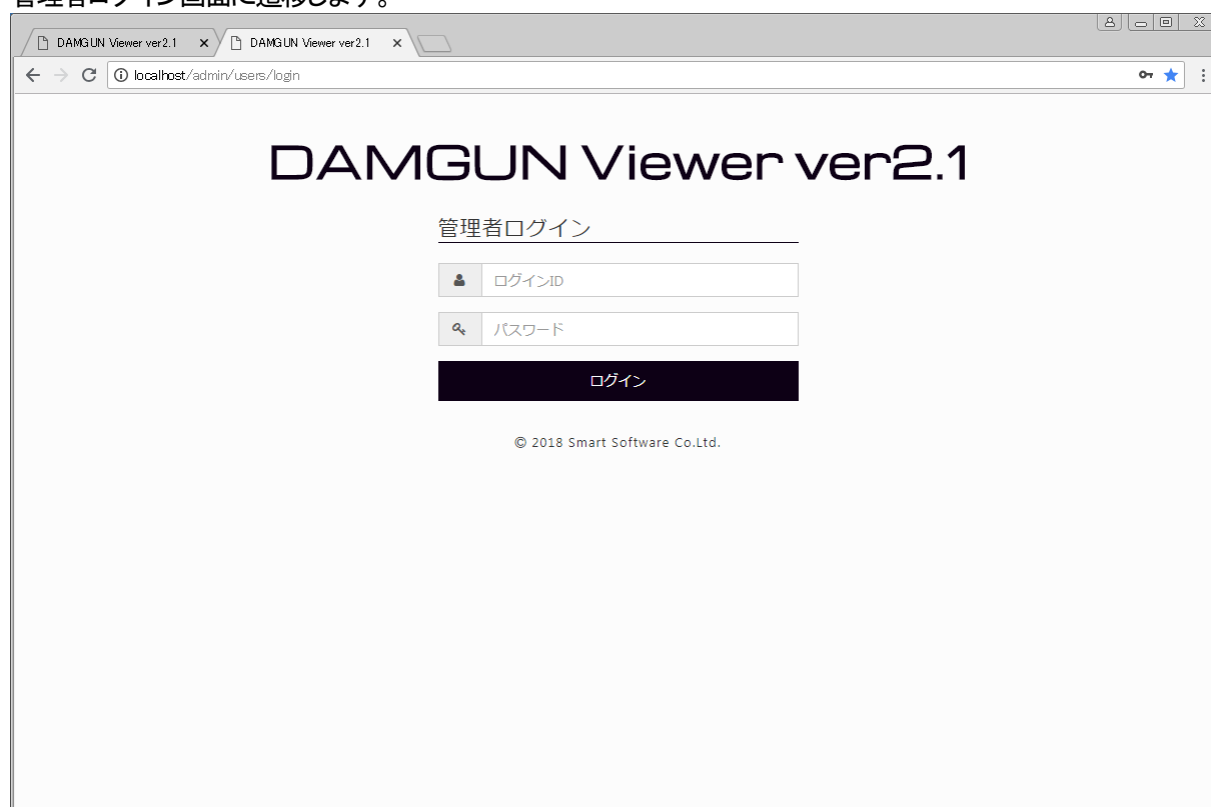 管理者ログイン画面に遷移します。
DAMGUN Viewer ver2.1
DAMGUN Viewer ver2.1
localhost/admin/users/login
DAMGUN Viewer ver2.1
管理者ログイン
ログインID
パスワード
ログイン
© 2018 Smart Software Co.Ltd.